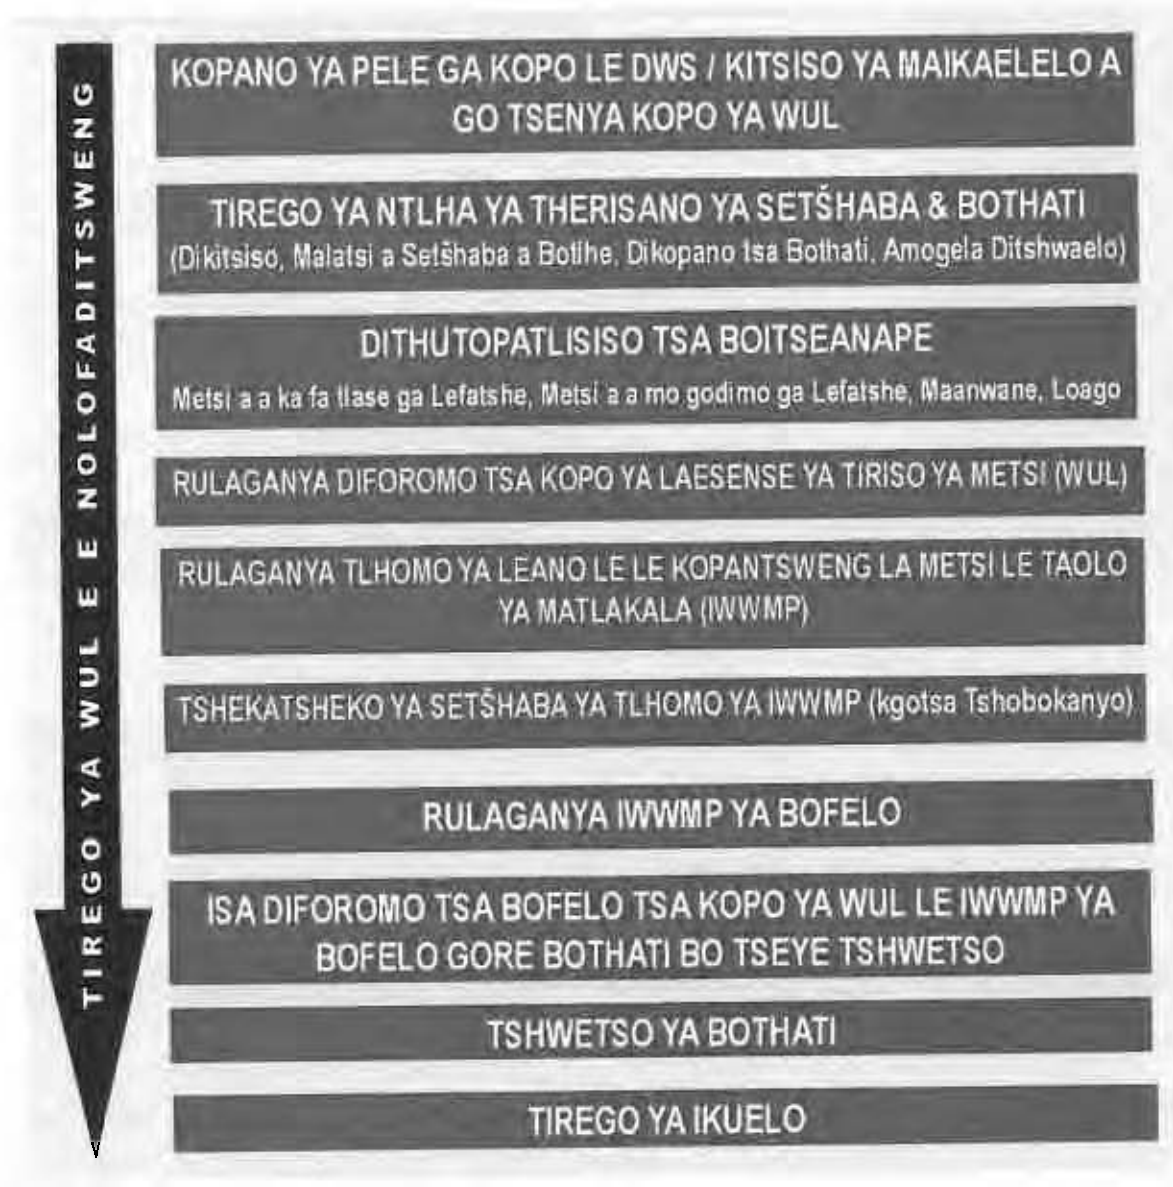 TIREGO YA WUL E E NOLOFADITSWENG
KOPANO YA PELE GA KOPO LE DWS / KITSISO YA MAIKAELELO A
GO TSENYA KOPO YA WUL
TIREGO YA NTLHA YA THERISANO YA SETŠHABA & BOTHATI
(Dikitsiso, Malatsi a Setšhaba a Botlhe, Dikopano tsa Bothati, Amogela Ditshwaelo)
DITHUTOPATLISISO TSA BOITSEANAPE
Metsi a a ka fa tlase ga Lefatshe, Metsi a a mo godimo ga Lefatshe, Maanwane, Loago
RULAGANYA DIFOROMO TSA KOPO YA LAESENSE YA TIRISO YA METSI (WUL)
RULAGANYA TLHOMO YA LEANO LE LE KOPANTSWENG LA METSI LE TAOLO
YA MATLAKALA (IWWMP)
TSHEKATSHEKO YA SETŠHABA YA TLHOMO YA IWWMP (kgotsa Tshobokanyo)
RULAGANYA IWWMP YA BOFELO
ISA DIFOROMO TSA BOFELO TSA KOPO YA WUL LE IWWMP YA
BOFELO GORE BOTHATI BO TSEYE TSHWETSO
TSHWETSO YA BOTHATI
TIREGO YA IKUELO